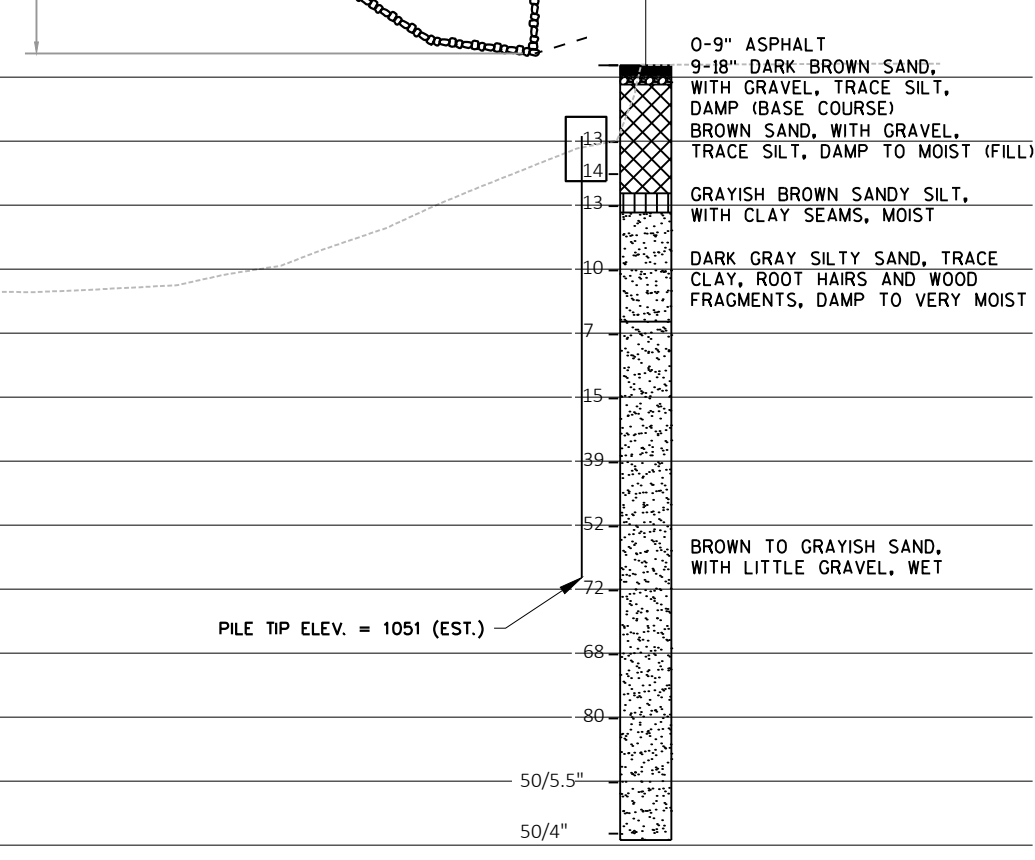 0-9" ASPHALT
9-18" DARK BROWN SAND,
WITH GRAVEL, TRACE SILT,
DAMP (BASE COURSE)
BROWN SAND, WITH GRAVEL,
TRACE SILT, DAMP TO MOIST (FILL)
13
14
GRAYISH BROWN SANDY SILT,
WITH CLAY SEAMS, MOIST
13
DARK GRAY SILTY SAND, TRACE
CLAY, ROOT HAIRS AND WOOD
FRAGMENTS, DAMP TO VERY MOIST
10
7
15
39
52
BROWN TO GRAYISH SAND,
WITH LITTLE GRAVEL, WET
72
PILE TIP ELEV. = 1051 (EST.)
68
80
50/5.5"
50/4"